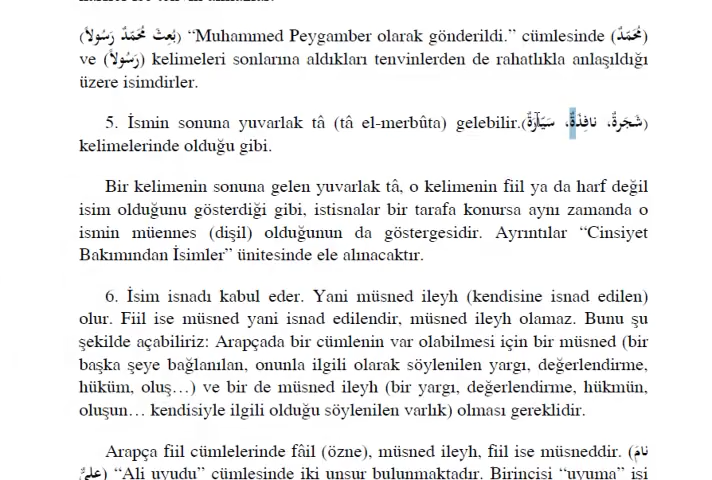 (بُعِثَ مُحَمَّدٌ رَسُولاً) “Muhammed Peygamber olarak gönderildi.” cümlesinde (مُحَمَّدٌ)
ve (رَسُولاً) kelimeleri sonlarına aldıkları tenvinlerden de rahatlıkla anlaşıldığı
üzere isimdirler.
5. İsmin sonuna yuvarlak tâ (tâ el-merbûta) gelebilir.(شَجَرةٌ، نافِذَةٌ، سَيّارَةٌ)
kelimelerinde olduğu gibi.
Bir kelimenin sonuna gelen yuvarlak tâ, o kelimenin fiil ya da harf değil
isim olduğunu gösterdiği gibi, istisnalar bir tarafa konursa aynı zamanda o
ismin müennes (dişil) olduğunun da göstergesidir. Ayrıntılar “Cinsiyet
Bakımından İsimler” ünitesinde ele alınacaktır.
6. İsim isnadı kabul eder. Yani müsned ileyh (kendisine isnad edilen)
olur. Fiil ise müsned yani isnad edilendir, müsned ileyh olamaz. Bunu şu
şekilde açabiliriz: Arapçada bir cümlenin var olabilmesi için bir müsned (bir
başka şeye bağlanılan, onunla ilgili olarak söylenilen yargı, değerlendirme,
hüküm, oluş…) ve bir de müsned ileyh (bir yargı, değerlendirme, hükmün,
oluşun… kendisiyle ilgili olduğu söylenilen varlık) olması gereklidir.
Arapça fiil cümlelerinde fâil (özne), müsned ileyh, fiil ise müsneddir. (نامَ
عليٌّ) “Ali uyudu” cümlesinde iki unsur bulunmaktadır. Birincisi “uyuma” işi